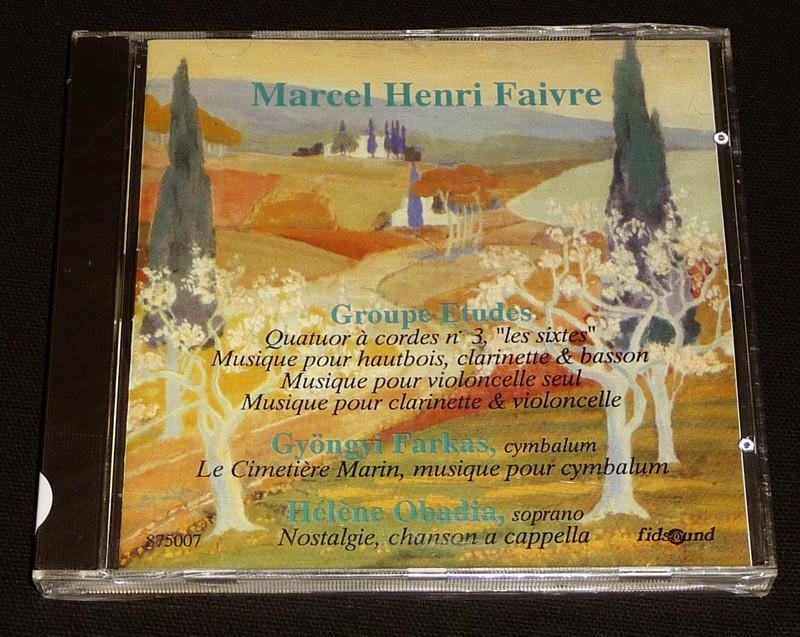 Marcel Henri Faivre
Groupe Etudes
Quatuor à cordes n° 3, "les sixtes"
Musique pour hautbois, clarinette & basson
Musique pour violoncelle seul
Musique pour clarinette & violoncelle
Gyöngyi Farkas, cymbalum
Le Cimetière Marin, musique pour cymbalum
Hélène Obadia, soprano
Nostalgie, chanson a cappella
875007
fidsound